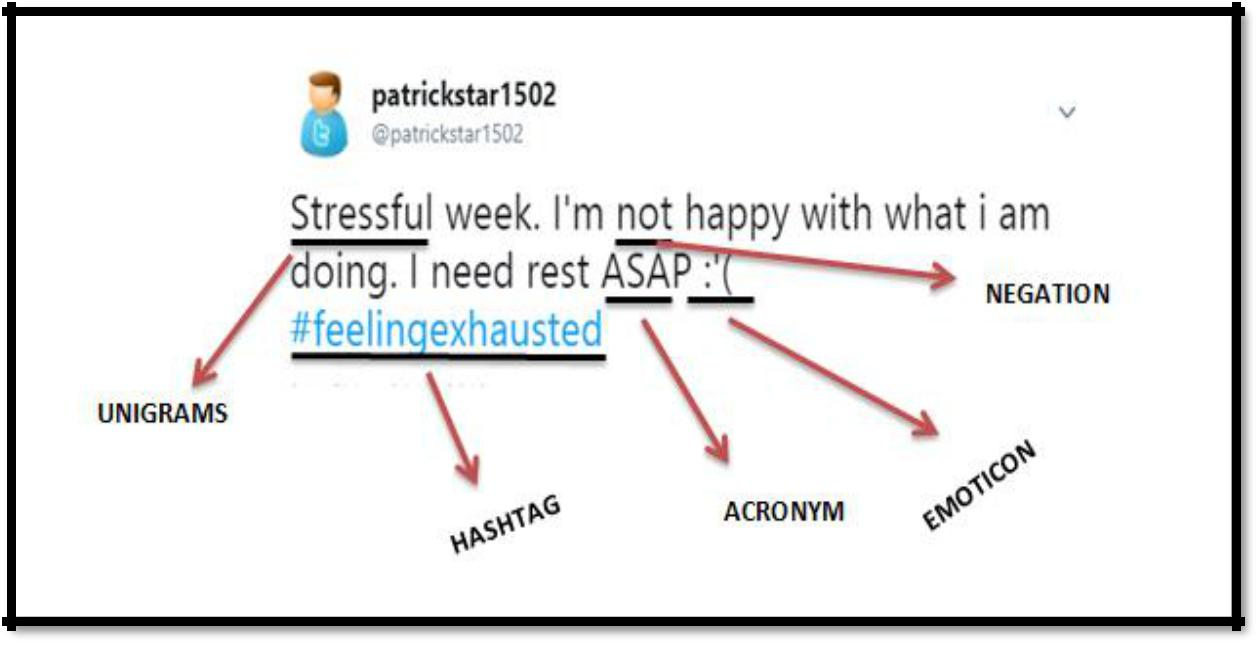 patrickstar1502
@patrickstar1502
Stressful week. I'm not happy with what i am
doing. I need rest ASAP :'(
#feelingexhausted
NEGATION
UNIGRAMS
HASHTAG
ACRONYM
EMOTICON